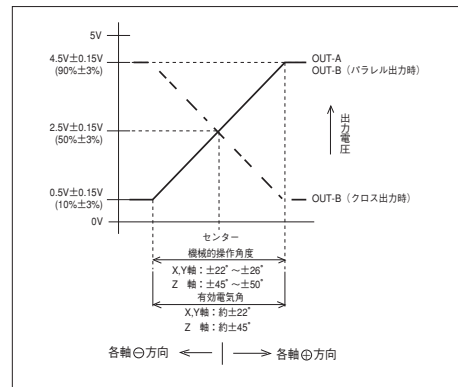 5V
4.5V±0.15V
(90%±3%)
OUT-A
OUT-B(パラレル出力時)
出力電圧
2.5V±0.15V
(50%±3%)
0.5V±0.15V
(10%±3%)
OUT-B(クロス出力時)
0V
センター
機械的操作角度
X,Y軸:±22°~±26°
Z 軸:±45°~±50°
有効電気角
X,Y軸:約±22°
Z 軸:約±45°
各軸⊖方向
各軸⊕方向